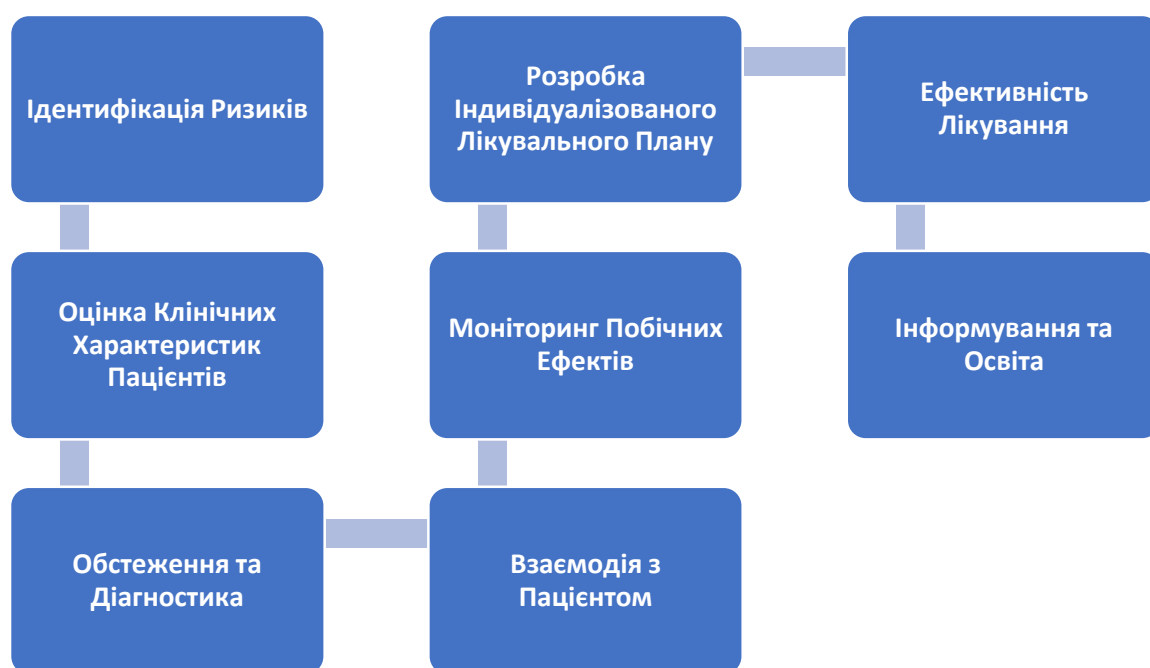 Ідентифікація Ризиків
Оцінка Клінічних
Характеристик
Пацієнтів
Обстеження та
Діагностика
Взаємодія з
Пацієнтом
Моніторинг Побічних
Ефектів
Розробка
Індивідуалізованого
Лікувального Плану
Ефективність
Лікування
Інформування та
Освіта